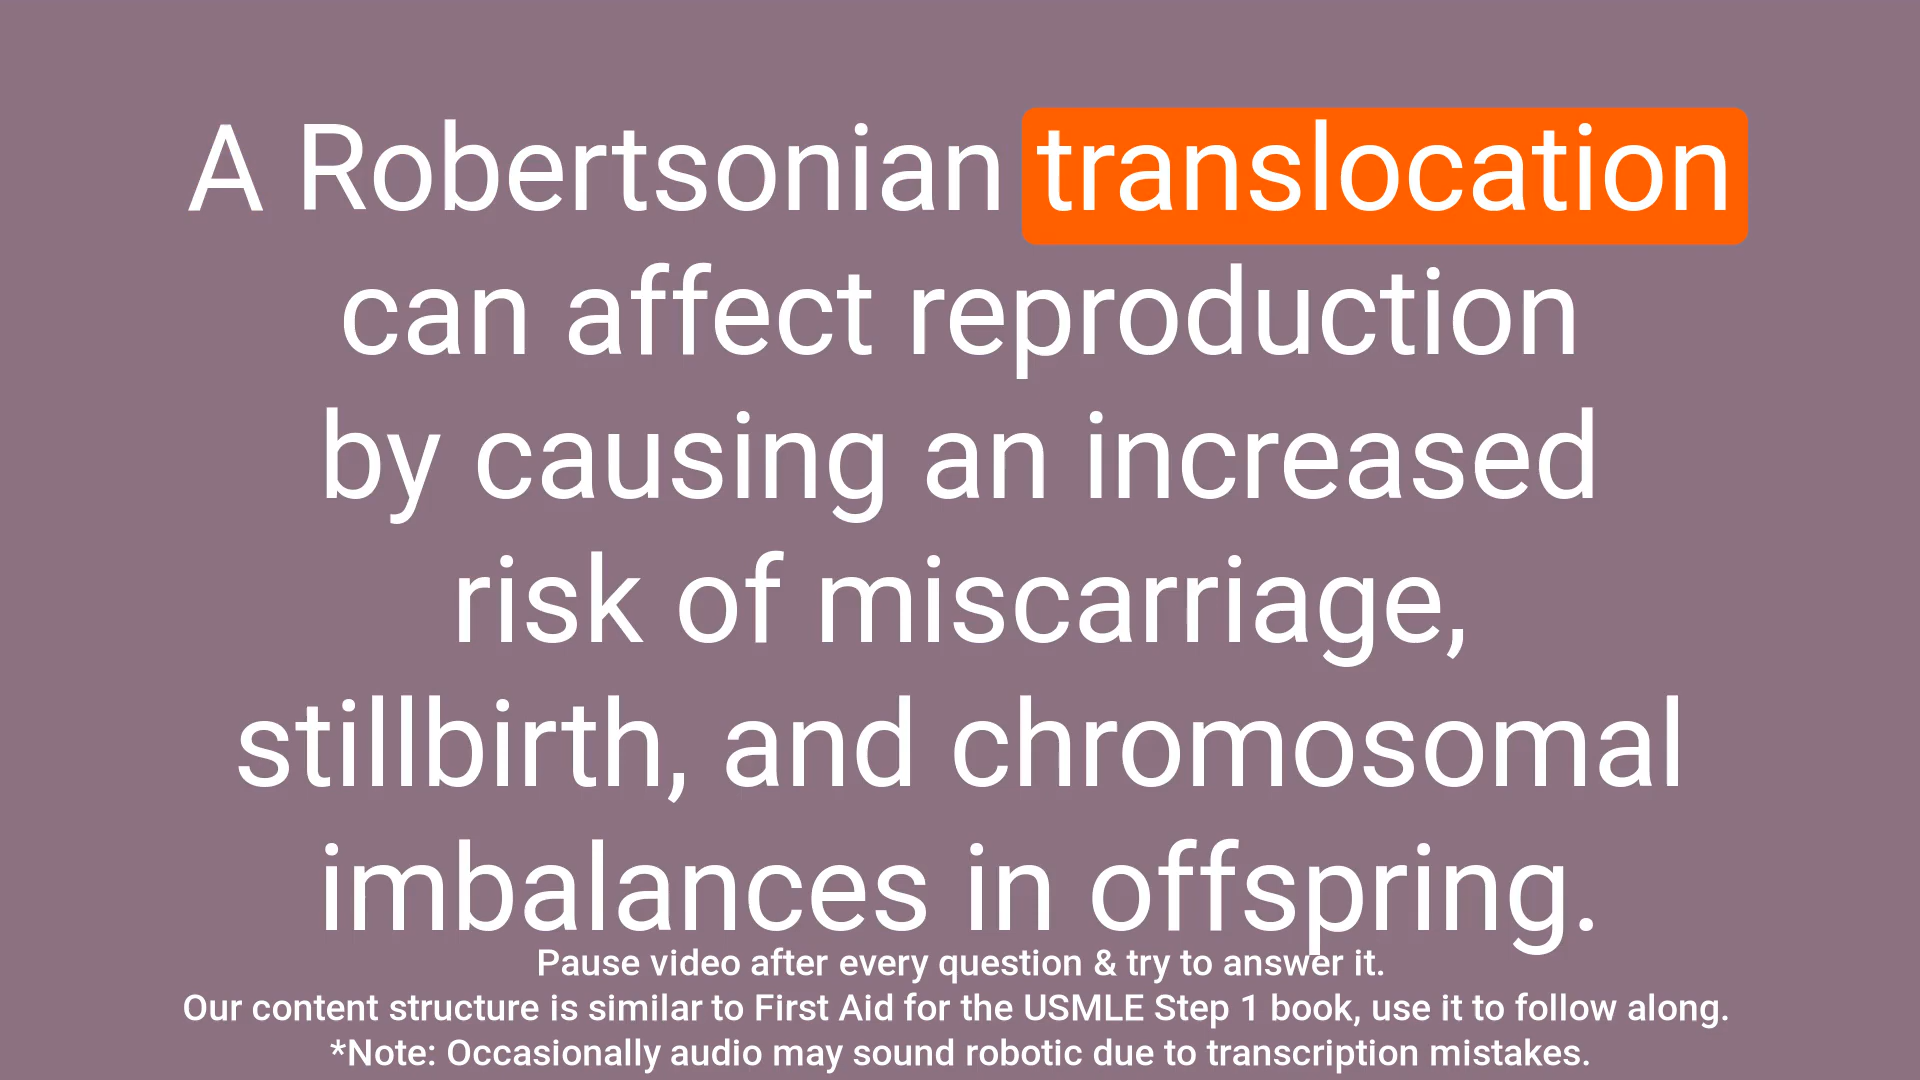 A Robertsonian translocation
can affect reproduction
by causing an increased
risk of miscarriage,
stillbirth, and chromosomal
imbalances in offspring.
Pause video after every question & try to answer it.
Our content structure is similar to First Aid for the USMLE Step 1 book, use it to follow along.
*Note: Occasionally audio may sound robotic due to transcription mistakes.